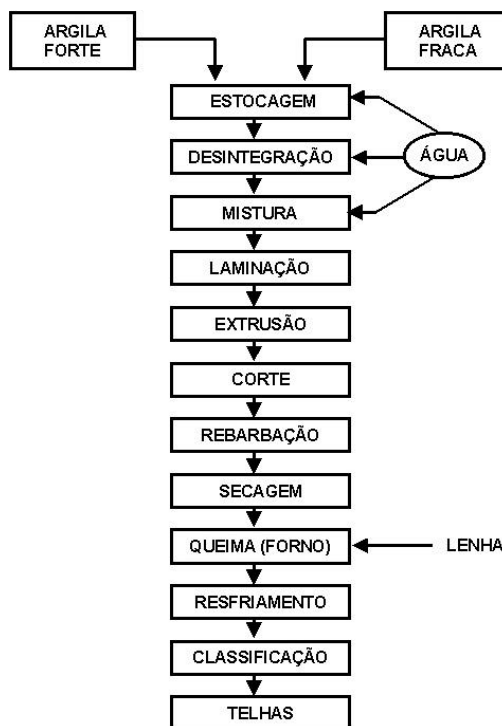 ARGILA
FORTE
ARGILA
FRACA
ESTOCAGEM
DESINTEGRAÇÃO
ÁGUA
MISTURA
LAMINAÇÃO
EXTRUSÃO
CORTE
REBARBAÇÃO
SECAGEM
QUEIMA (FORNO)
LENHA
RESFRIAMENTO
CLASSIFICAÇÃO
TELHAS